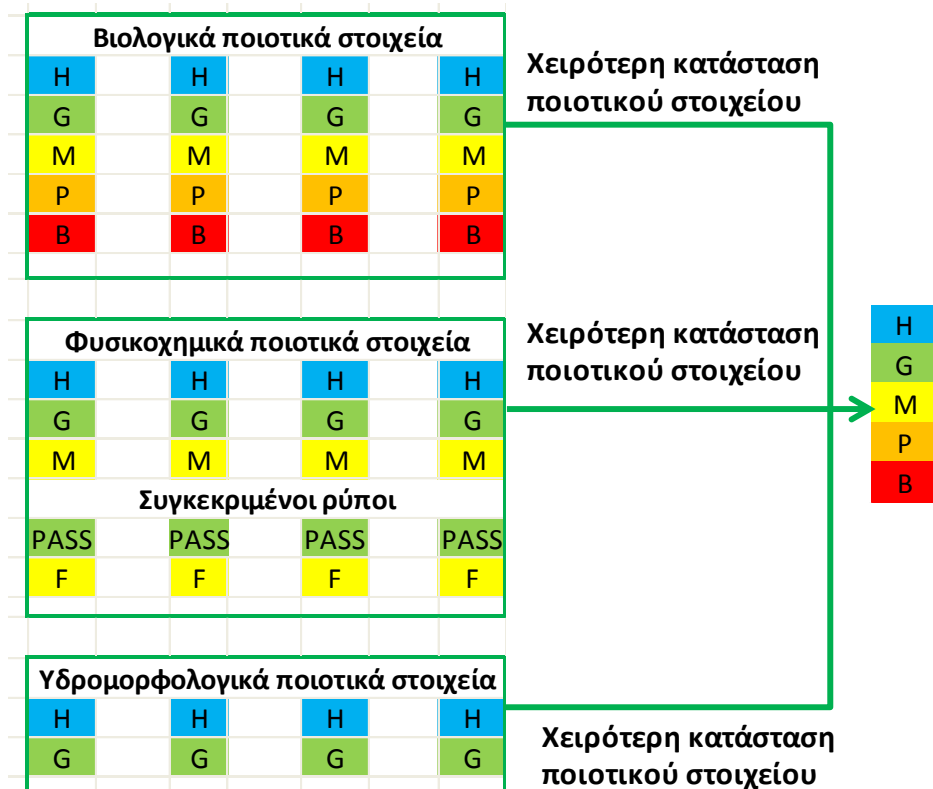 Βιολογικά ποιοτικά στοιχεία
H H H H
G G G G
M M M M
P P P P
B B B B
Χειρότερη κατάσταση
ποιοτικού στοιχείου
Φυσικοχημικά ποιοτικά στοιχεία
H H H H
G G G G
M M M M
Συγκεκριμένοι ρύποι
PASS PASS PASS PASS
F F F F
Χειρότερη κατάσταση
ποιοτικού στοιχείου
Υδρομορφολογικά ποιοτικά στοιχεία
H H H H
G G G G
Χειρότερη κατάσταση
ποιοτικού στοιχείου
H
G
M
P
B